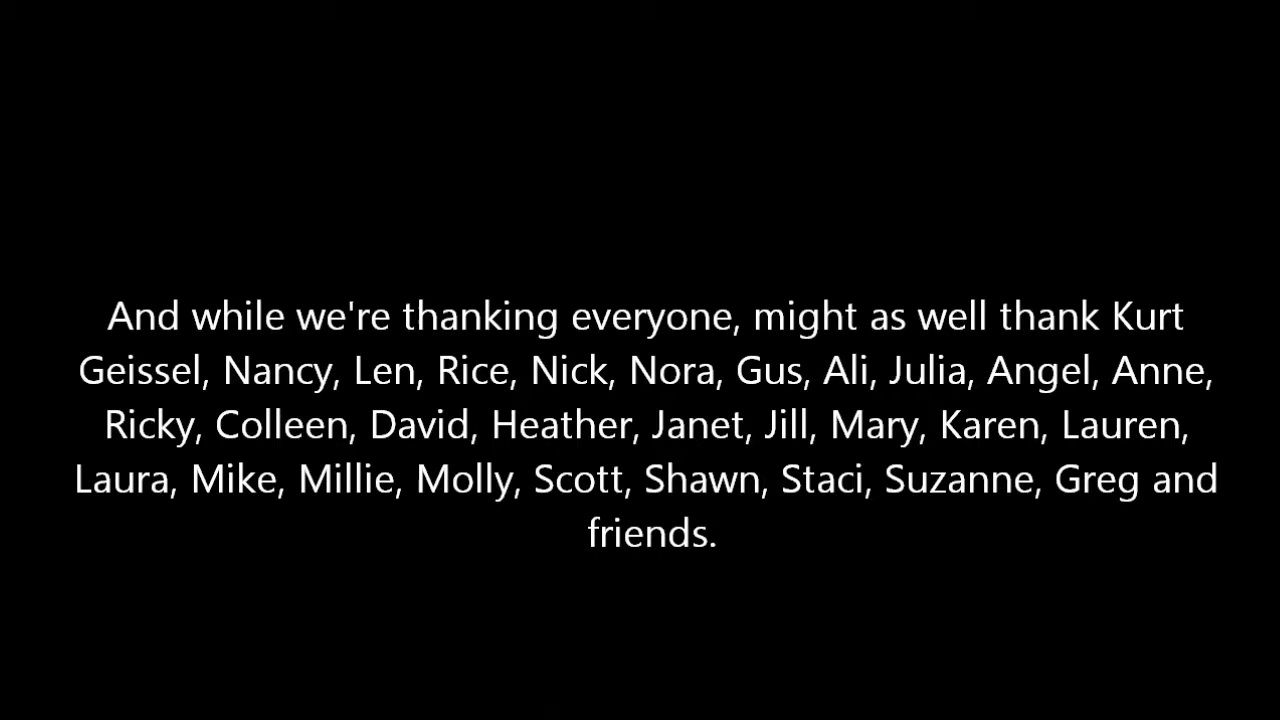 And while we're thanking everyone, might as well thank Kurt
Geissel, Nancy, Len, Rice, Nick, Nora, Gus, Ali, Julia, Angel, Anne,
Ricky, Colleen, David, Heather, Janet, Jill, Mary, Karen, Lauren,
Laura, Mike, Millie, Molly, Scott, Shawn, Staci, Suzanne, Greg and
friends.